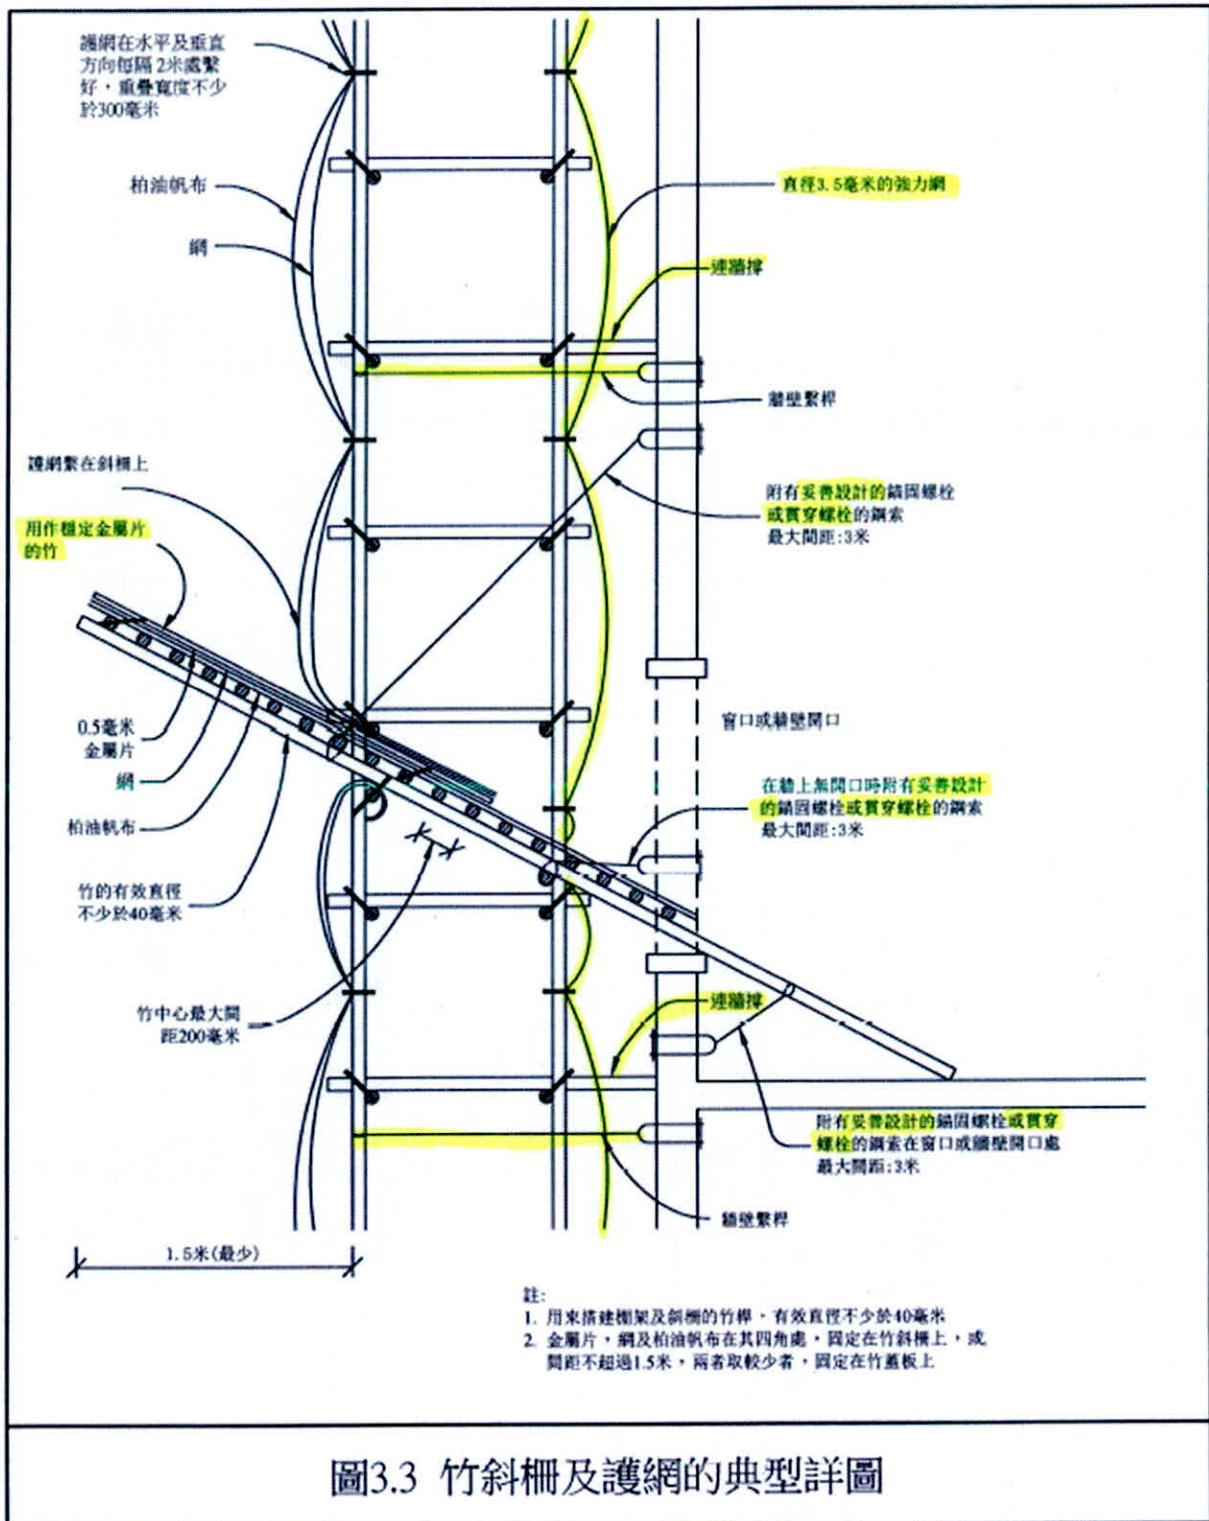 護網在水平及垂直
方向每隔2米處繫
好，重疊寬度不少
於300毫米
柏油帆布
網
直徑3.5毫米的強力網
連牆撐
牆壁繫桿
護網繫在斜柵上
用作穩定金屬片
的竹
附有妥善設計的錨固螺栓
或貫穿螺栓的鋼索
最大間距:3米
0.5毫米
金屬片
網
柏油帆布
窗口或牆壁開口
在牆上無開口時附有妥善設計
的錨固螺栓或貫穿螺栓的鋼索
最大間距:3米
竹的有效直徑
不少於40毫米
竹中心最大間
距200毫米
連牆撐
附有妥善設計的錨固螺栓或貫穿
螺栓的鋼索在窗口或牆壁開口處
最大間距:3米
牆壁繫桿
1.5米(最少)
註:
1. 用來搭建棚架及斜柵的竹桿，有效直徑不少於40毫米
2. 金屬片，網及柏油帆布在其四角處，固定在竹斜柵上，或
間距不超過1.5米，兩者取較少者，固定在竹蓋板上
圖3.3 竹斜柵及護網的典型詳圖